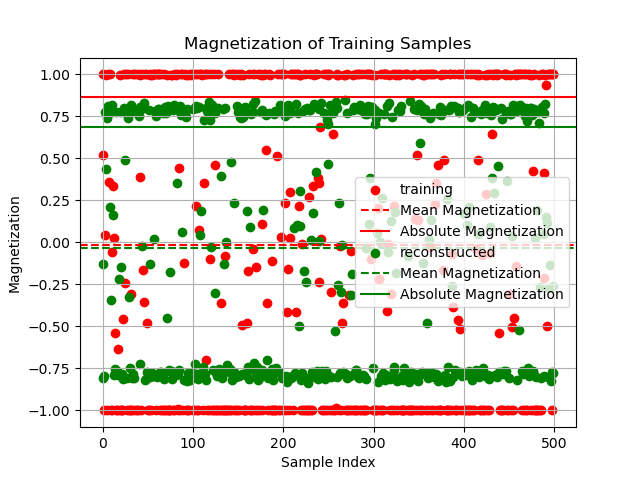 Magnetization of Training Samples
Magnetization
1.00
0.75
0.50
0.25
0.00
−0.25
−0.50
−0.75
−1.00
training
Mean Magnetization
Absolute Magnetization
reconstructed
Mean Magnetization
Absolute Magnetization
0
100
200
300
400
500
Sample Index